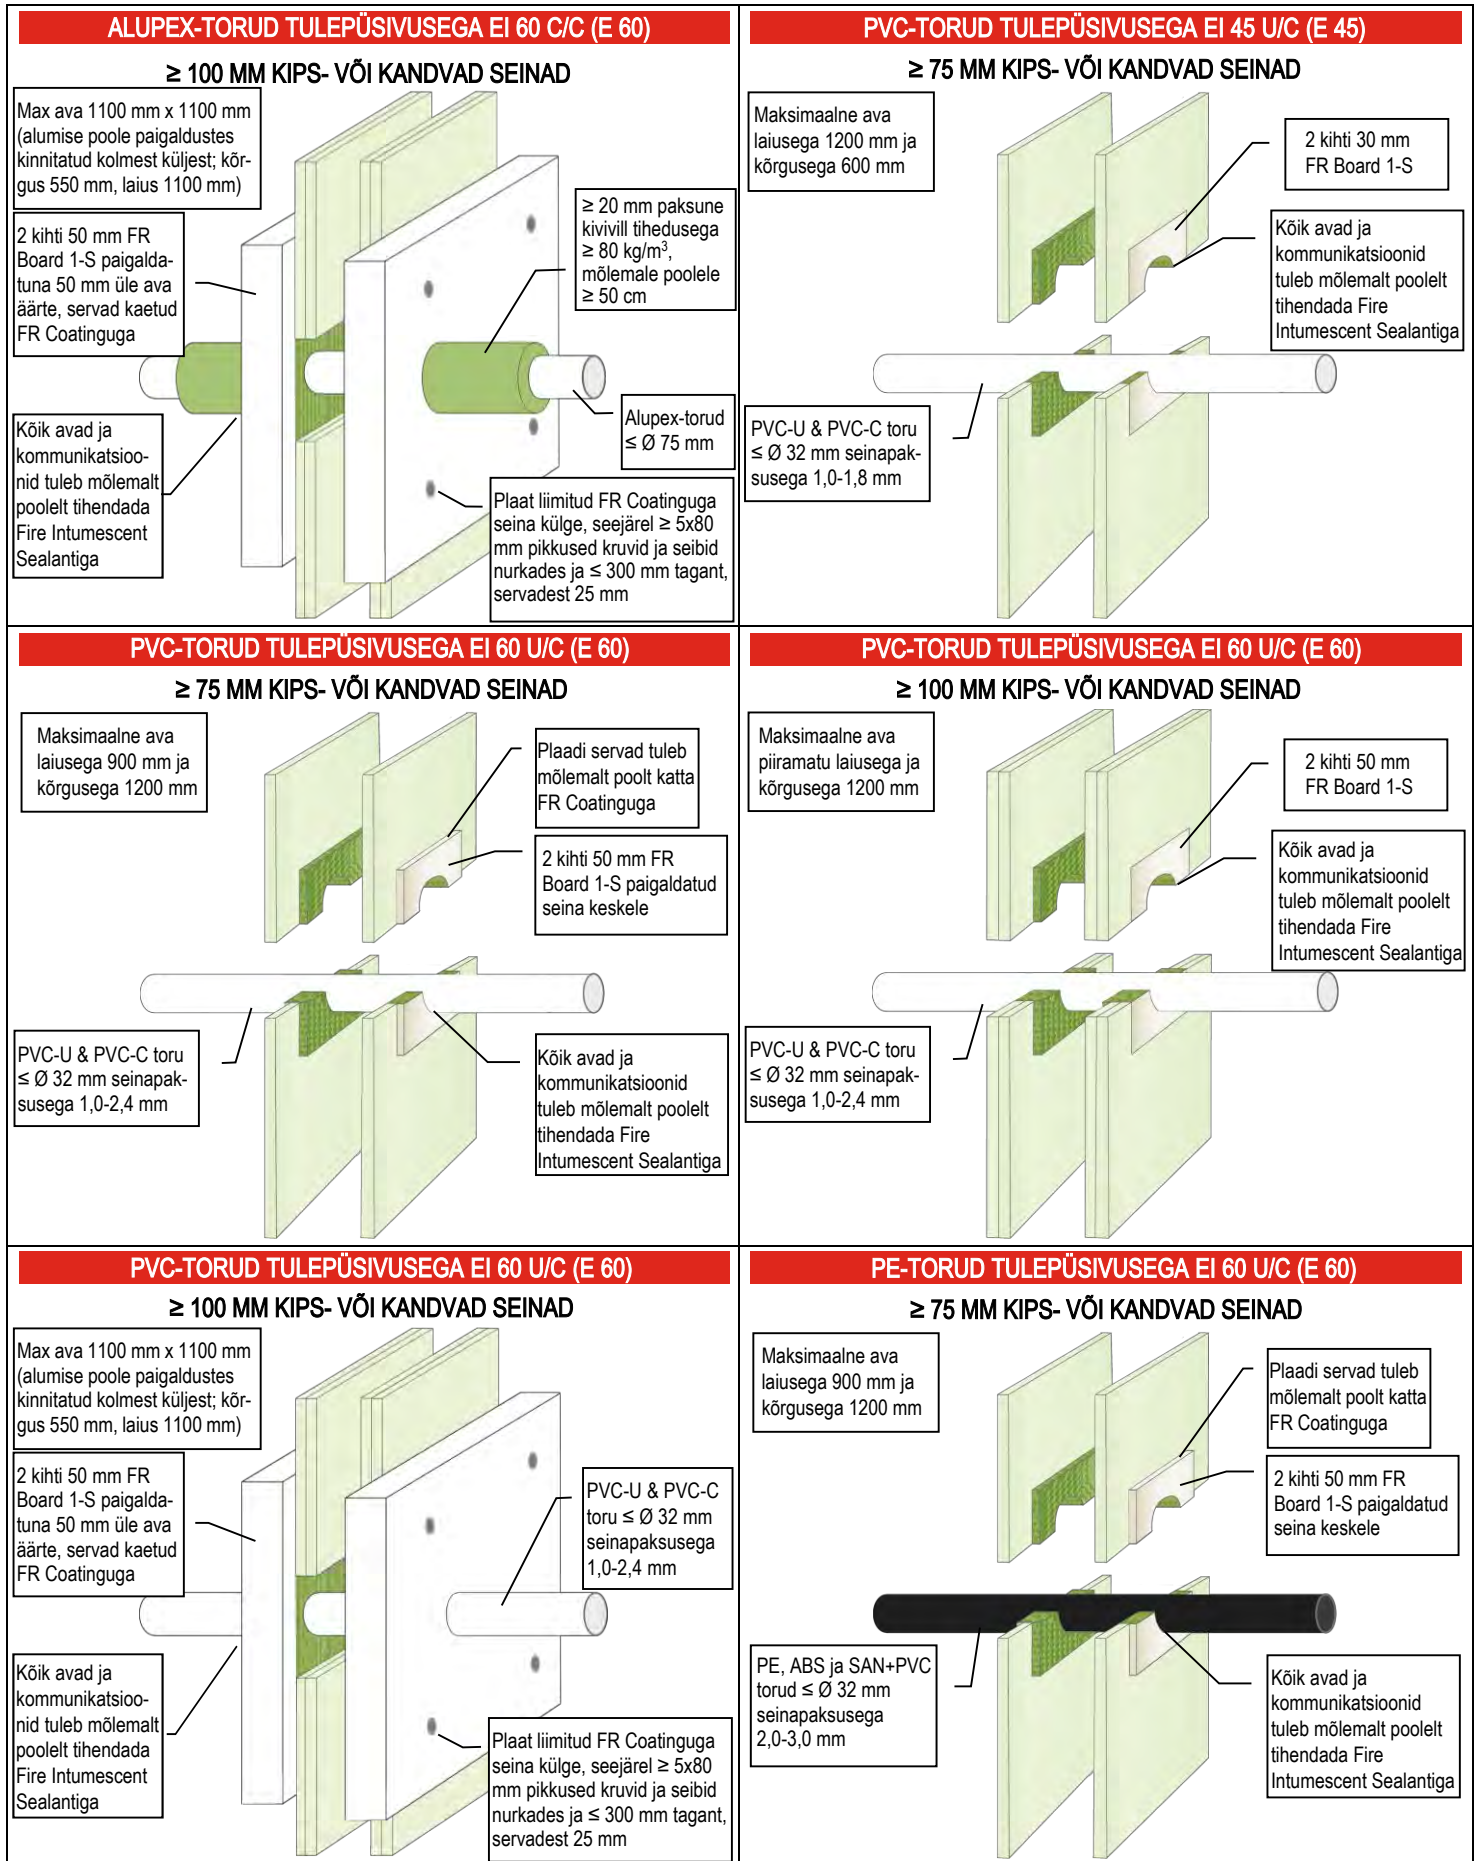 ALUPEX-TORUD TULEPÜSIVUSEGA EI 60 C/C (E 60)
≥ 100 MM KIPS- VÕI KANDVAD SEINAD
Max ava 1100 mm x 1100 mm
(alumise poole paigaldustes
kinnitatud kolmest küljest; kõr-
gus 550 mm, laius 1100 mm)
2 kihti 50 mm FR
Board 1-S paigalda-
tuna 50 mm üle ava
äärte, servad kaetud
FR Coatinguga
≥ 20 mm paksune
kivivill tihedusega
≥ 80 kg/m³,
mõlemale poolele
≥ 50 cm
Kõik avad ja
kommunikatsioo-
nid tuleb mõlemalt
poolelt tihendada
Fire Intumescent
Sealantiga
Alupex-torud
≤ Ø 75 mm
Plaat liimitud FR Coatinguga
seina külge, seejärel ≥ 5x80
mm pikkused kruvid ja seibid
nurkades ja ≤ 300 mm tagant,
servadest 25 mm
PVC-TORUD TULEPÜSIVUSEGA EI 45 U/C (E 45)
≥ 75 MM KIPS- VÕI KANDVAD SEINAD
Maksimaalne ava
laiusega 1200 mm ja
kõrgusega 600 mm
2 kihti 30 mm
FR Board 1-S
Kõik avad ja
kommunikatsioonid
tuleb mõlemalt poolelt
tihendada Fire
Intumescent Sealantiga
PVC-U & PVC-C toru
≤ Ø 32 mm seinapak-
susega 1,0-1,8 mm
PVC-TORUD TULEPÜSIVUSEGA EI 60 U/C (E 60)
≥ 75 MM KIPS- VÕI KANDVAD SEINAD
Maksimaalne ava
laiusega 900 mm ja
kõrgusega 1200 mm
Plaadi servad tuleb
mõlemalt poolt katta
FR Coatinguga
2 kihti 50 mm FR
Board 1-S paigaldatud
seina keskele
PVC-U & PVC-C toru
≤ Ø 32 mm seinapak-
susega 1,0-2,4 mm
Kõik avad ja
kommunikatsioonid
tuleb mõlemalt poolelt
tihendada Fire
Intumescent Sealantiga
PVC-TORUD TULEPÜSIVUSEGA EI 60 U/C (E 60)
≥ 100 MM KIPS- VÕI KANDVAD SEINAD
Maksimaalne ava
piiramatu laiusega ja
kõrgusega 1200 mm
2 kihti 50 mm
FR Board 1-S
Kõik avad ja
kommunikatsioonid
tuleb mõlemalt poolelt
tihendada Fire
Intumescent Sealantiga
PVC-U & PVC-C toru
≤ Ø 32 mm seinapak-
susega 1,0-2,4 mm
PVC-TORUD TULEPÜSIVUSEGA EI 60 U/C (E 60)
≥ 100 MM KIPS- VÕI KANDVAD SEINAD
Max ava 1100 mm x 1100 mm
(alumise poole paigaldustes
kinnitatud kolmest küljest; kõr-
gus 550 mm, laius 1100 mm)
2 kihti 50 mm FR
Board 1-S paigalda-
tuna 50 mm üle ava
äärte, servad kaetud
FR Coatinguga
PVC-U & PVC-C
toru ≤ Ø 32 mm
seinapaksusega
1,0-2,4 mm
Kõik avad ja
kommunikatsioo-
nid tuleb mõlemalt
poolelt tihendada
Fire Intumescent
Sealantiga
Plaat liimitud FR Coatinguga
seina külge, seejärel ≥ 5x80
mm pikkused kruvid ja seibid
nurkades ja ≤ 300 mm tagant,
servadest 25 mm
PE-TORUD TULEPÜSIVUSEGA EI 60 U/C (E 60)
≥ 75 MM KIPS- VÕI KANDVAD SEINAD
Maksimaalne ava
laiusega 900 mm ja
kõrgusega 1200 mm
Plaadi servad tuleb
mõlemalt poolt katta
FR Coatinguga
2 kihti 50 mm FR
Board 1-S paigaldatud
seina keskele
PE, ABS ja SAN+PVC
torud ≤ Ø 32 mm
seinapaksusega
2,0-3,0 mm
Kõik avad ja
kommunikatsioonid
tuleb mõlemalt poolelt
tihendada Fire
Intumescent Sealantiga